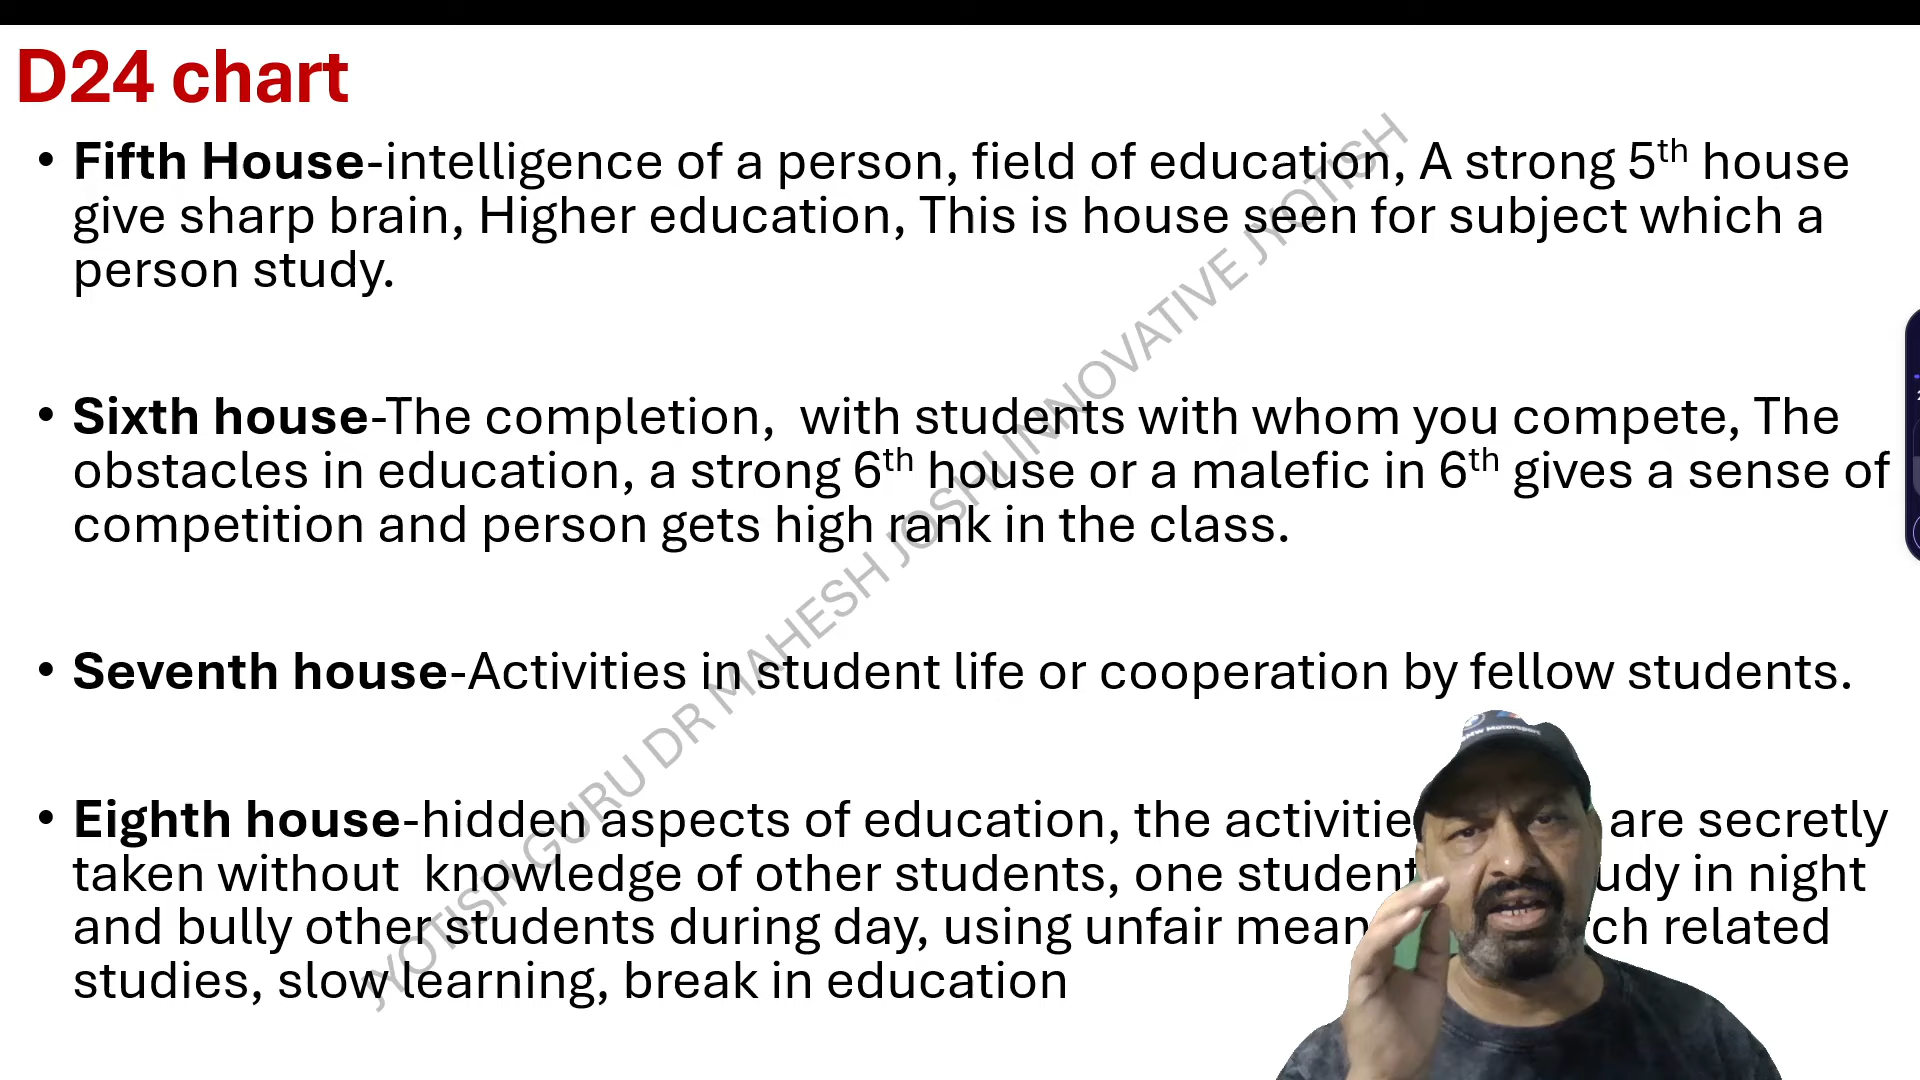 D24 chart
• Fifth House-intelligence of a person, field of education, A strong 5th house
give sharp brain, Higher education, This is house seen for subject which a
person study.
• Sixth house-The completion,  with students with whom you compete, The
obstacles in education, a strong 6th house or a malefic in 6th gives a sense of
competition and person gets high rank in the class.
• Seventh house-Activities in student life or cooperation by fellow students.
• Eighth house-hidden aspects of education, the activitie are secretly
taken without  knowledge of other students, one student udy in night
and bully other students during day, using unfair mean ch related
studies, slow learning, break in education
JYOTISH GURU DR MAHESH JOSHI INNOVATIVE JYOTISH